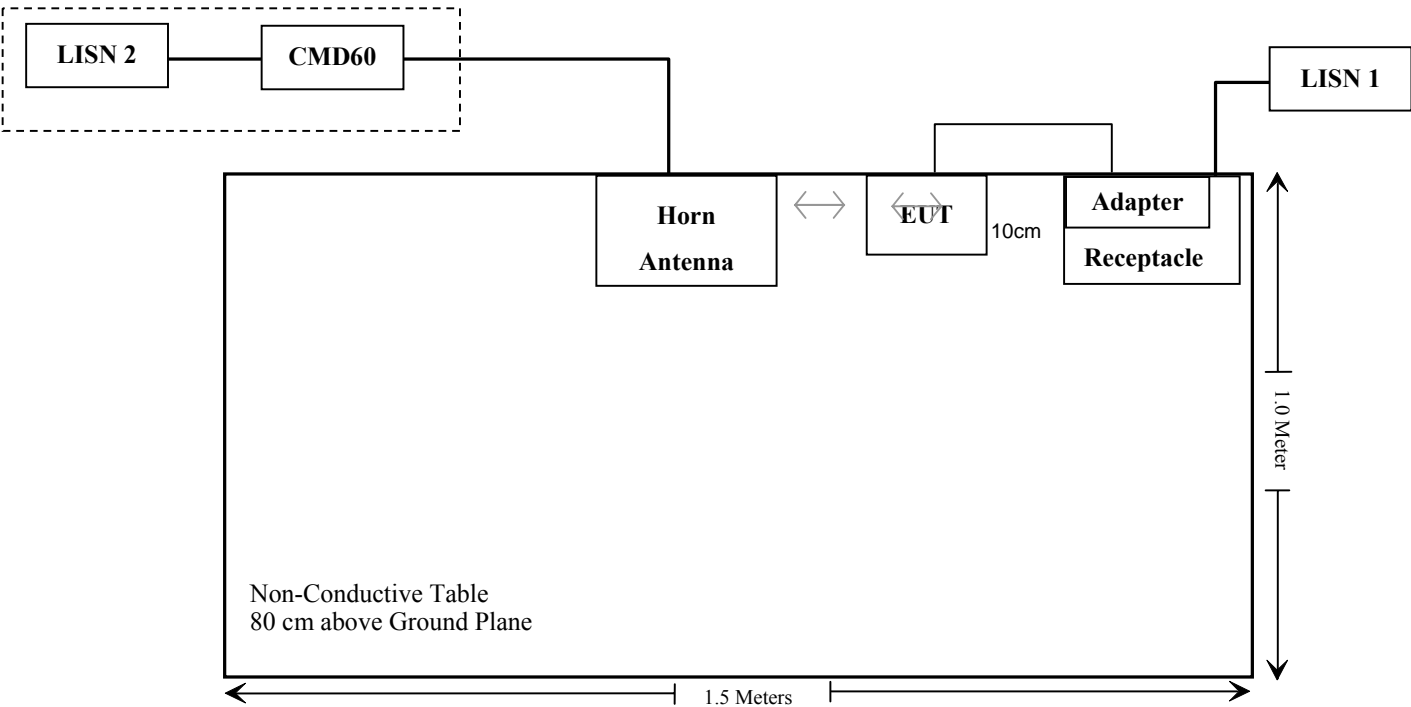 LISN 2
CMD60
LISN 1
Horn
Antenna
EUT
10cm
Adapter
Receptacle
1.0 Meter
Non-Conductive Table
80 cm above Ground Plane
1.5 Meters